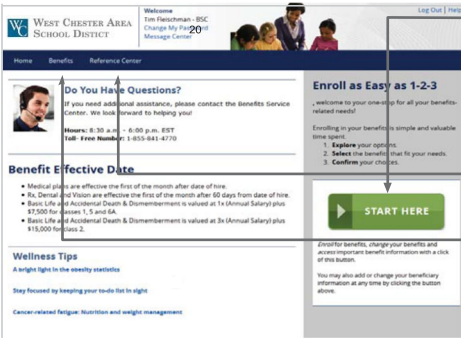 WEST CHESTER AREA
SCHOOL DISTICT
Welcome
Tim Fleischman - BSC
Change My Password
20
Message Center
Log Out | Help
Home Benefits Reference Center
Do You Have Questions?
If you need additional assistance, please contact the Benefits Service
Center. We look forward to helping you!
Hours: 8:30 a.m. - 6:00 p.m. EST
Toll- Free Number: 1-855-841-4770
Benefit Effective Date
Medical plans are effective the first of the month after date of hire.
Rx, Dental and Vision are effective the first of the month after 60 days from date of hire.
Basic Life and Accidental Death & Dismemberment is valued at 1x (Annual Salary) plus
$7,500 for classes 1, 5 and 6A.
Basic Life and Accidental Death & Dismemberment is valued at 3x (Annual Salary) plus
$15,000 for class 2.
Wellness Tips
A bright light in the obesity statistics
Stay focused by keeping your to-do list in sight
Cancer-related fatigue: Nutrition and weight management
Enroll as Easy as 1-2-3
, welcome to your one-stop for all your benefits-
related needs!
Enrolling in your benefits is simple and valuable
time spent.
1. Explore your options.
2. Select the benefits that fit your needs.
3. Confirm your choices.
START HERE
Enroll for benefits, change your benefits and
access important benefit information with a click
of this button.
You may also add or change your beneficiary
information at any time by clicking the button
above.